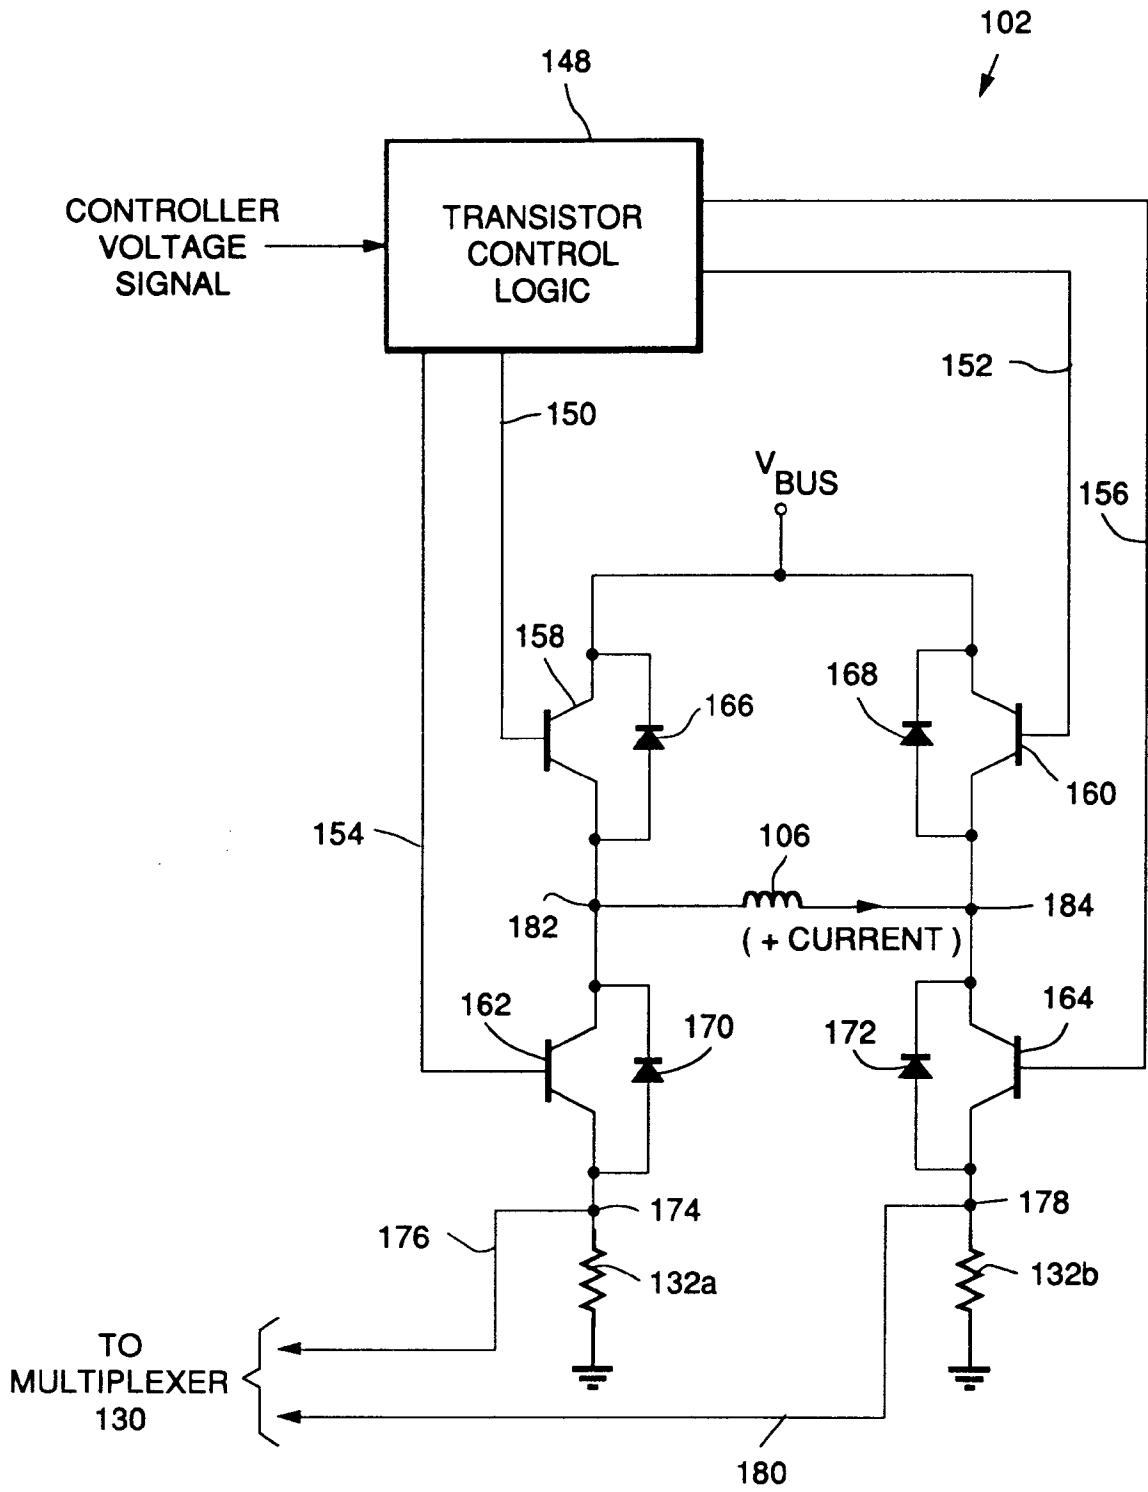 102
148
CONTROLLER
VOLTAGE
SIGNAL
TRANSISTOR
CONTROL
LOGIC
152
150
V BUS
156
158
168
166
160
154
106
182
184
( + CURRENT )
162
164
170
172
174
178
176
132a
132b
TO
MULTIPLEXER
130
180